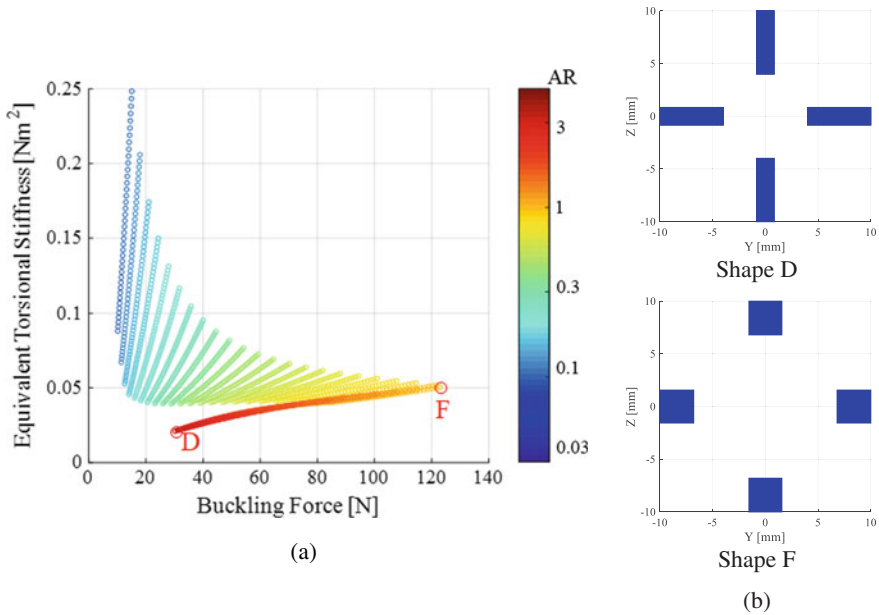 AR
0.25
0.2
0.15
0.1
0.05
0
Equivalent Torsional Stiffness [Nm²]
0 20 40 60 80 100 120 140
Buckling Force [N]
D
F
3
1
0.3
0.1
0.03
(a)
10
5
0
-5
-10
Z [mm]
-10 -5 0 5 10
Y [mm]
Shape D
10
5
0
-5
-10
Z [mm]
-10 -5 0 5 10
Y [mm]
Shape F
(b)